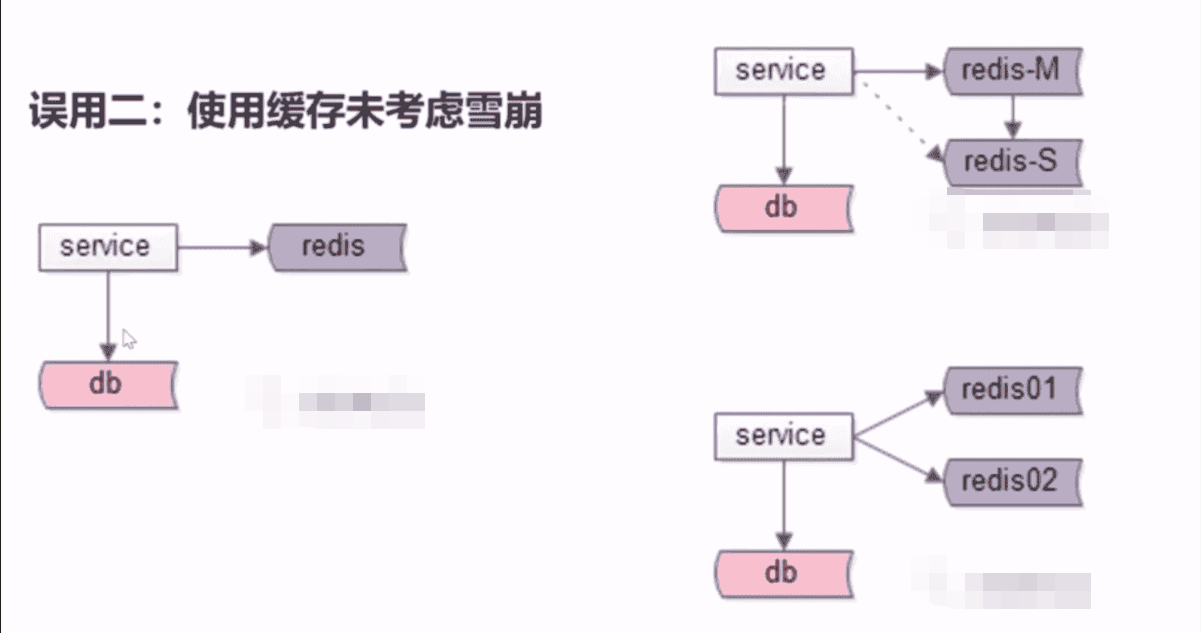 误用二：使用缓存未考虑雪崩
service
redis
db
service
redis-M
redis-S
db
service
redis01
redis02
db